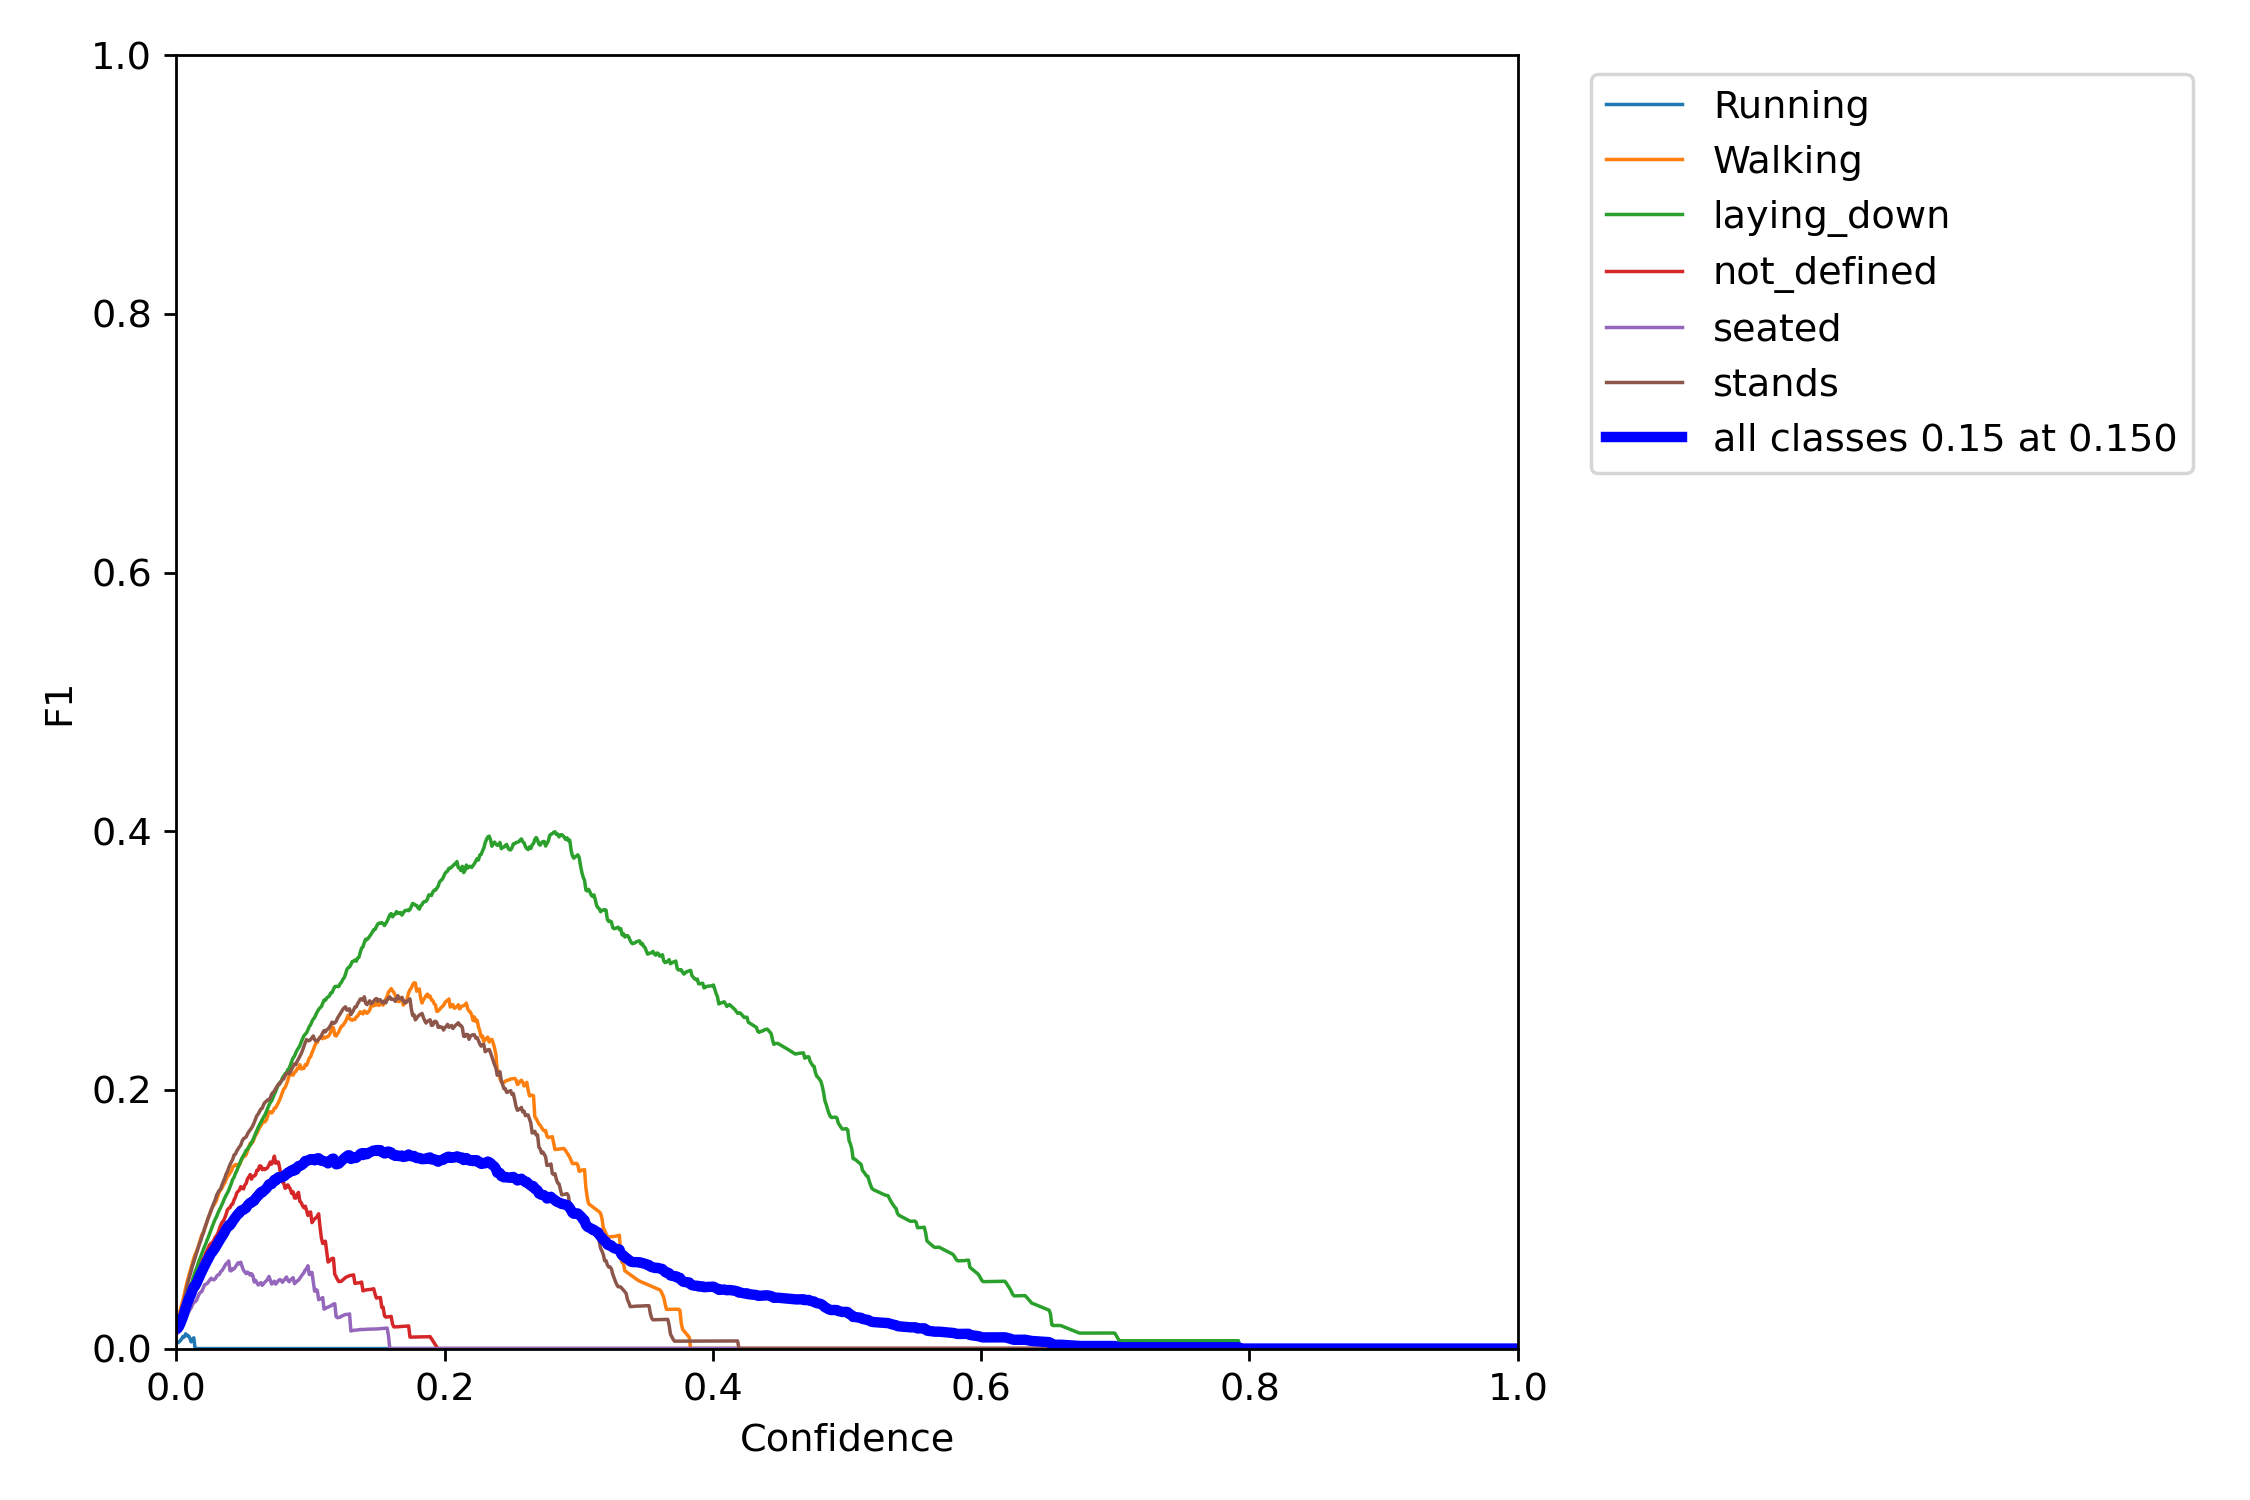 1.0
0.8
0.6
0.4
0.2
0.0
F1
0.0 0.2 0.4 0.6 0.8 1.0
Confidence
Running
Walking
laying_down
not_defined
seated
stands
all classes 0.15 at 0.150